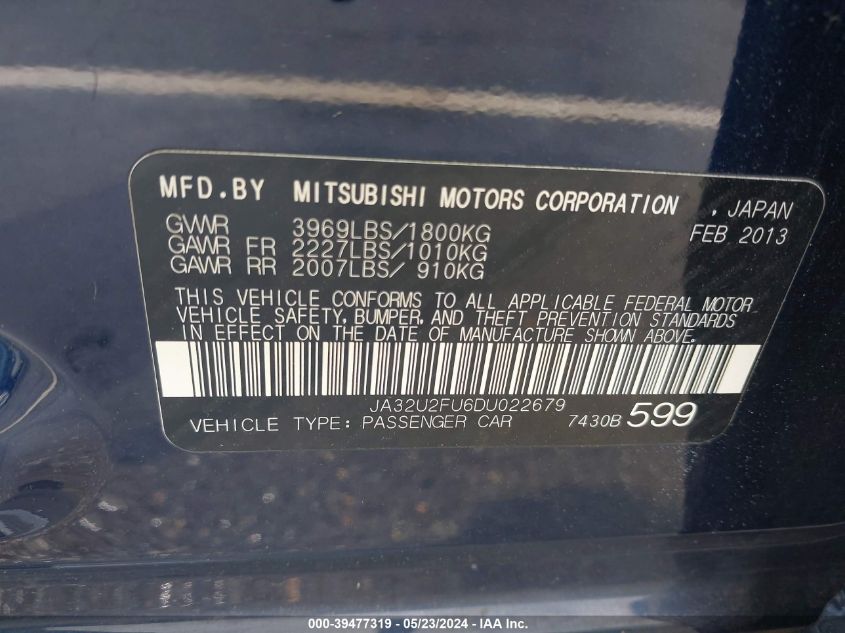 MFD.BY MITSUBISHI MOTORS CORPORATION , JAPAN
GVWR 3969LBS/1800KG FEB 2013
GAWR FR 2227LBS/1010KG
GAWR RR 2007LBS/ 910KG
THIS VEHICLE CONFORMS TO ALL APPLICABLE FEDERAL MOTOR
VEHICLE SAFETY, BUMPER, AND THEFT PREVENTION STANDARDS
IN EFFECT ON THE DATE OF MANUFACTURE SHOWN ABOVE.
JA32U2FU6DU022679
VEHICLE TYPE: PASSENGER CAR 7430B 599
000-39477319 / 05/23/2024 - IAAI.com